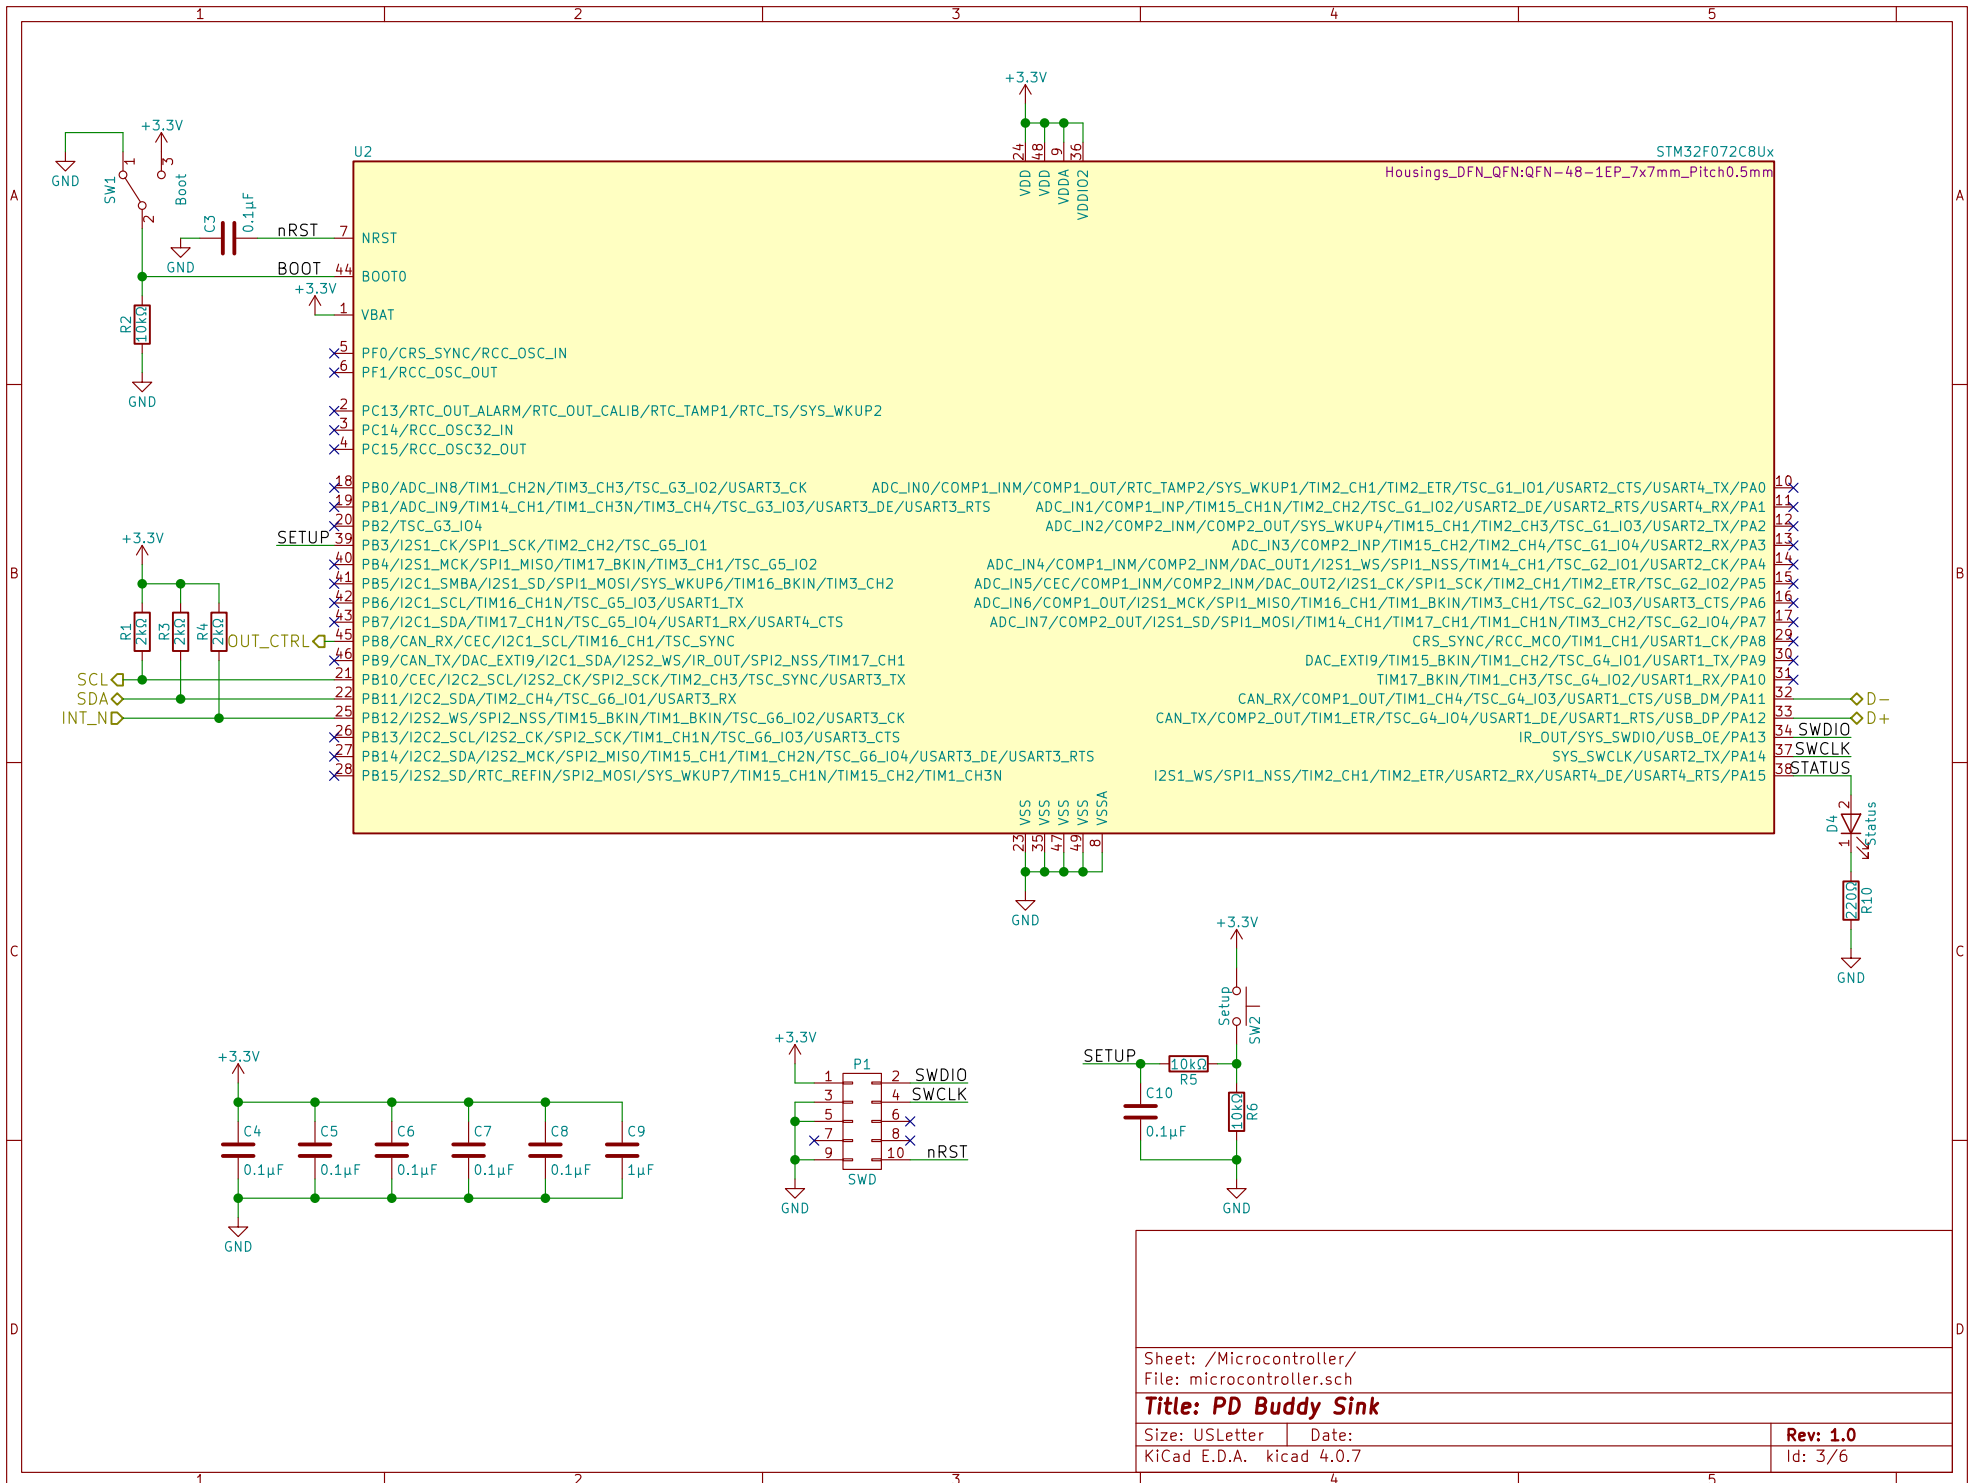 1 2 3 4 5
A A
B B
C C
D D
+3.3V
+3.3V
GND
SW1
1
3
2
Boot
C3
0.1µF
GND
nRST
BOOT
+3.3V
R2
10kΩ
GND
U2
STM32F072C8Ux
Housings_DFN_QFN:QFN-48-1EP_7x7mm_Pitch0.5mm
24 VDD
48 VDD
9 VDDA
36 VDDIO2
7 NRST
44 BOOT0
1 VBAT
5 PF0/CRS_SYNC/RCC_OSC_IN
6 PF1/RCC_OSC_OUT
2 PC13/RTC_OUT_ALARM/RTC_OUT_CALIB/RTC_TAMP1/RTC_TS/SYS_WKUP2
3 PC14/RCC_OSC32_IN
4 PC15/RCC_OSC32_OUT
18 PB0/ADC_IN8/TIM1_CH2N/TIM3_CH3/TSC_G3_IO2/USART3_CK
19 PB1/ADC_IN9/TIM14_CH1/TIM1_CH3N/TIM3_CH4/TSC_G3_IO3/USART3_DE/USART3_RTS
20 PB2/TSC_G3_IO4
SETUP 39 PB3/I2S1_CK/SPI1_SCK/TIM2_CH2/TSC_G5_IO1
40 PB4/I2S1_MCK/SPI1_MISO/TIM17_BKIN/TIM3_CH1/TSC_G5_IO2
41 PB5/I2C1_SMBA/I2S1_SD/SPI1_MOSI/SYS_WKUP6/TIM16_BKIN/TIM3_CH2
42 PB6/I2C1_SCL/TIM16_CH1N/TSC_G5_IO3/USART1_TX
43 PB7/I2C1_SDA/TIM17_CH1N/TSC_G5_IO4/USART1_RX/USART4_CTS
OUT_CTRL 45 PB8/CAN_RX/CEC/I2C1_SCL/TIM16_CH1/TSC_SYNC
46 PB9/CAN_TX/DAC_EXTI9/I2C1_SDA/I2S2_WS/IR_OUT/SPI2_NSS/TIM17_CH1
SCL 21 PB10/CEC/I2C2_SCL/I2S2_CK/SPI2_SCK/TIM2_CH3/TSC_SYNC/USART3_TX
SDA 22 PB11/I2C2_SDA/TIM2_CH4/TSC_G6_IO1/USART3_RX
INT_N 25 PB12/I2S2_WS/SPI2_NSS/TIM15_BKIN/TIM1_BKIN/TSC_G6_IO2/USART3_CK
26 PB13/I2C2_SCL/I2S2_CK/SPI2_SCK/TIM1_CH1N/TSC_G6_IO3/USART3_CTS
27 PB14/I2C2_SDA/I2S2_MCK/SPI2_MISO/TIM15_CH1/TIM1_CH2N/TSC_G6_IO4/USART3_DE/USART3_RTS
28 PB15/I2S2_SD/RTC_REFIN/SPI2_MOSI/SYS_WKUP7/TIM15_CH1N/TIM15_CH2/TIM1_CH3N
+3.3V
R1
2kΩ
R3
2kΩ
R4
2kΩ
ADC_IN0/COMP1_INM/COMP1_OUT/RTC_TAMP2/SYS_WKUP1/TIM2_CH1/TIM2_ETR/TSC_G1_IO1/USART2_CTS/USART4_TX/PA0 10
ADC_IN1/COMP1_INP/TIM15_CH1N/TIM2_CH2/TSC_G1_IO2/USART2_DE/USART2_RTS/USART4_RX/PA1 11
ADC_IN2/COMP2_INM/COMP2_OUT/SYS_WKUP4/TIM15_CH1/TIM2_CH3/TSC_G1_IO3/USART2_TX/PA2 12
ADC_IN3/COMP2_INP/TIM15_CH2/TIM2_CH4/TSC_G1_IO4/USART2_RX/PA3 13
ADC_IN4/COMP1_INM/COMP2_INM/DAC_OUT1/I2S1_WS/SPI1_NSS/TIM14_CH1/TSC_G2_IO1/USART2_CK/PA4 14
ADC_IN5/CEC/COMP1_INM/COMP2_INM/DAC_OUT2/I2S1_CK/SPI1_SCK/TIM2_CH1/TIM2_ETR/TSC_G2_IO2/PA5 15
ADC_IN6/COMP1_OUT/I2S1_MCK/SPI1_MISO/TIM16_CH1/TIM1_BKIN/TIM3_CH1/TSC_G2_IO3/USART3_CTS/PA6 16
ADC_IN7/COMP2_OUT/I2S1_SD/SPI1_MOSI/TIM14_CH1/TIM17_CH1/TIM1_CH1N/TIM3_CH2/TSC_G2_IO4/PA7 17
CRS_SYNC/RCC_MCO/TIM1_CH1/USART1_CK/PA8 29
DAC_EXTI9/TIM15_BKIN/TIM1_CH2/TSC_G4_IO1/USART1_TX/PA9 30
TIM17_BKIN/TIM1_CH3/TSC_G4_IO2/USART1_RX/PA10 31
CAN_RX/COMP1_OUT/TIM1_CH4/TSC_G4_IO3/USART1_CTS/USB_DM/PA11 32 D-
CAN_TX/COMP2_OUT/TIM1_ETR/TSC_G4_IO4/USART1_DE/USART1_RTS/USB_DP/PA12 33 D+
IR_OUT/SYS_SWDIO/USB_OE/PA13 34 SWDIO
SYS_SWCLK/USART2_TX/PA14 37 SWCLK
I2S1_WS/SPI1_NSS/TIM2_CH1/TIM2_ETR/USART2_RX/USART4_DE/USART4_RTS/PA15 38 STATUS
VSS 23
VSS 35
VSS 47
VSS 49
VSSA 8
GND
D4
2
1
Status
220Ω
R10
GND
+3.3V
C4 0.1µF
C5 0.1µF
C6 0.1µF
C7 0.1µF
C8 0.1µF
C9 1µF
GND
+3.3V
P1
1 2 SWDIO
3 4 SWCLK
5 6
7 8
9 10 nRST
SWD
GND
+3.3V
Setup
SW2
SETUP
10kΩ
R5
C10
0.1µF
10kΩ
R6
GND
Sheet: /Microcontroller/
File: microcontroller.sch
Title: PD Buddy Sink
Size: USLetter Date: Rev: 1.0
KiCad E.D.A. kicad 4.0.7 Id: 3/6
1 2 3 4 5